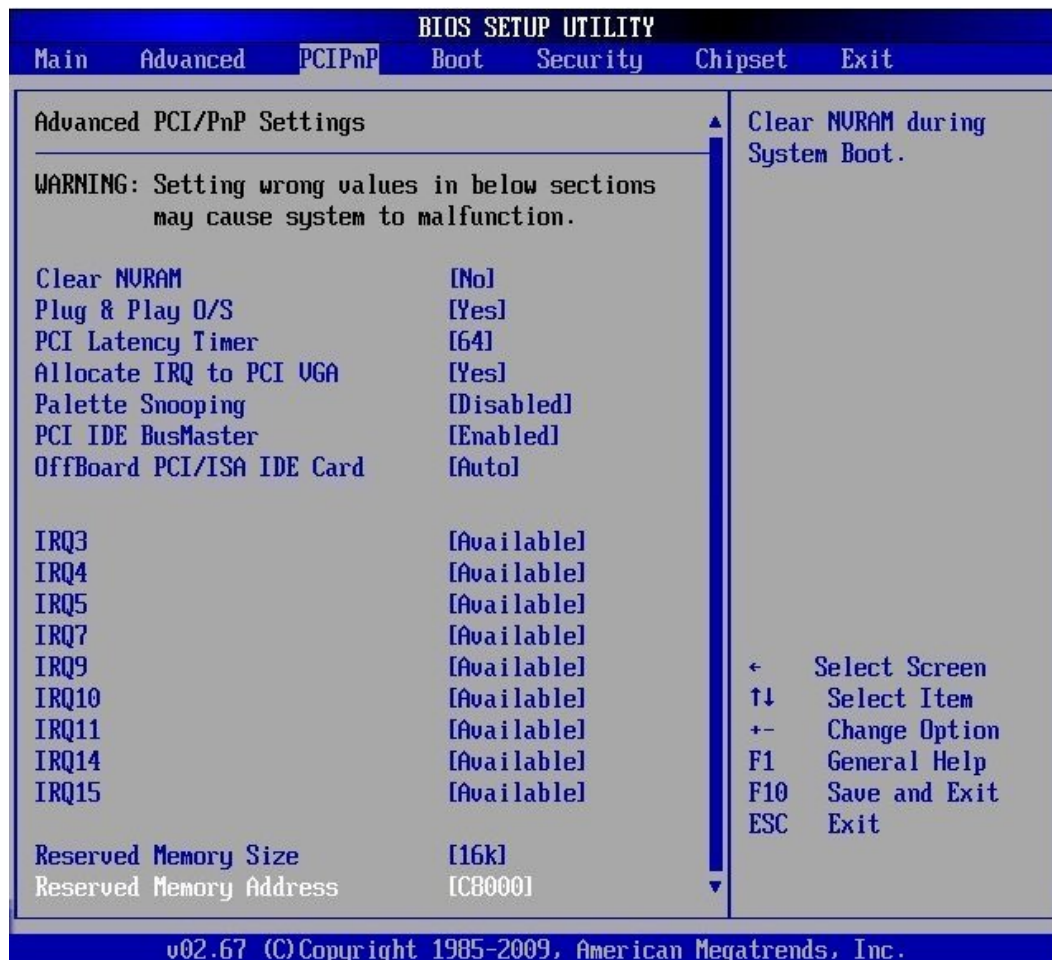 BIOS SETUP UTILITY
Main Advanced PCIPnP Boot Security Chipset Exit
Advanced PCI/PnP Settings
WARNING: Setting wrong values in below sections
may cause system to malfunction.
Clear NVRAM [No]
Plug & Play O/S [Yes]
PCI Latency Timer [64]
Allocate IRQ to PCI VGA [Yes]
Palette Snooping [Disabled]
PCI IDE BusMaster [Enabled]
OffBoard PCI/ISA IDE Card [Auto]
IRQ3 [Available]
IRQ4 [Available]
IRQ5 [Available]
IRQ7 [Available]
IRQ9 [Available]
IRQ10 [Available]
IRQ11 [Available]
IRQ14 [Available]
IRQ15 [Available]
Reserved Memory Size [16k]
Reserved Memory Address [C8000]
Clear NVRAM during
System Boot.
← Select Screen
↑↓ Select Item
+- Change Option
F1 General Help
F10 Save and Exit
ESC Exit
v02.67 (C)Copyright 1985-2009, American Megatrends, Inc.